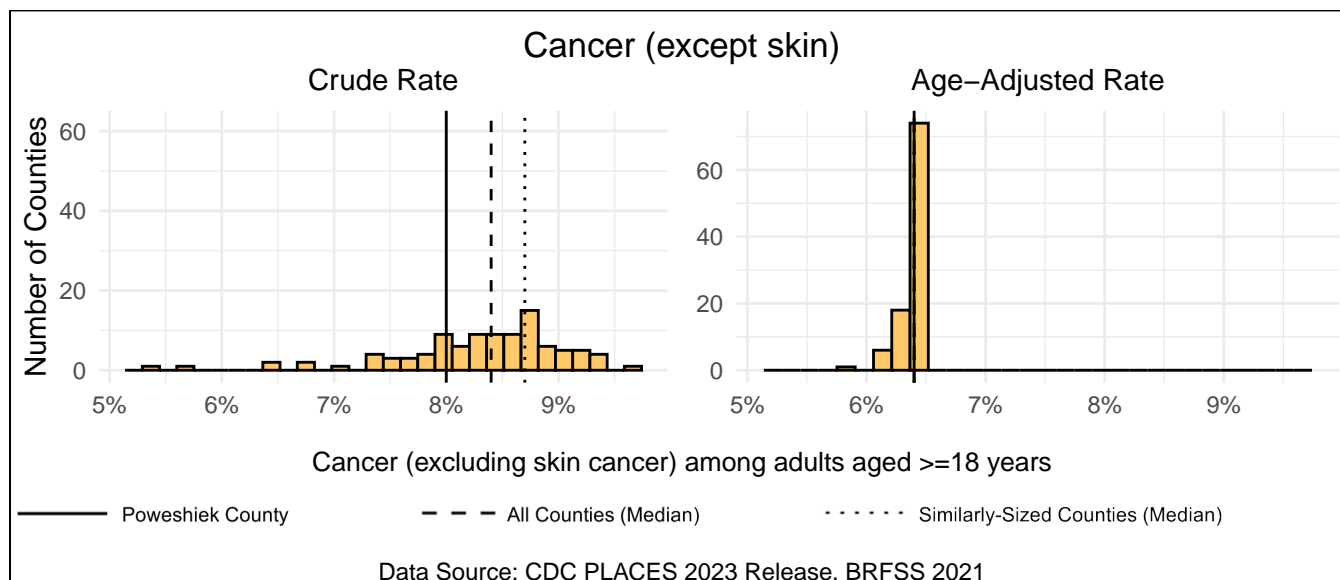 Cancer (except skin)
Crude Rate
Age−Adjusted Rate
Number of Counties
60
40
20
0
5%
6%
7%
8%
9%
60
40
20
0
5%
6%
7%
8%
9%
Cancer (excluding skin cancer) among adults aged >=18 years
Poweshiek County
All Counties (Median)
Similarly-Sized Counties (Median)
Data Source: CDC PLACES 2023 Release, BRFSS 2021